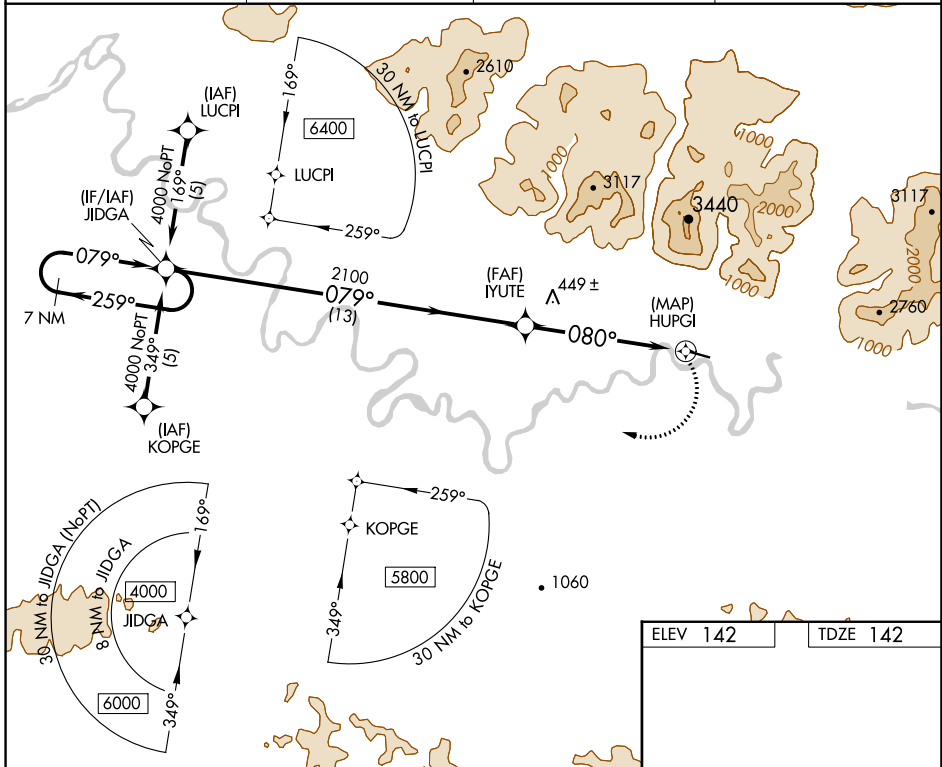 2610
30 NM to LUCPI
169°
6400
LUCPI
259°
(IAF)
LUCPI
4000 NoPT
169°
(5)
(IF/IAF)
JIDGA
079°
259°
7 NM
4000 NoPT
349°
(5)
(IAF)
KOPGE
2100
079°
(13)
(FAF)
IYUTE
449 ±
080°
(MAP)
HUPGI
1000
3117
3440
1000
2000
1000
3117
2000
2760
1000
30 NM to JIDGA (NoPT)
8 NM to JIDGA
169°
4000
JIDGA
6000
349°
259°
KOPGE
5800
349°
30 NM to KOPGE
1060
ELEV 142
TDZE 142